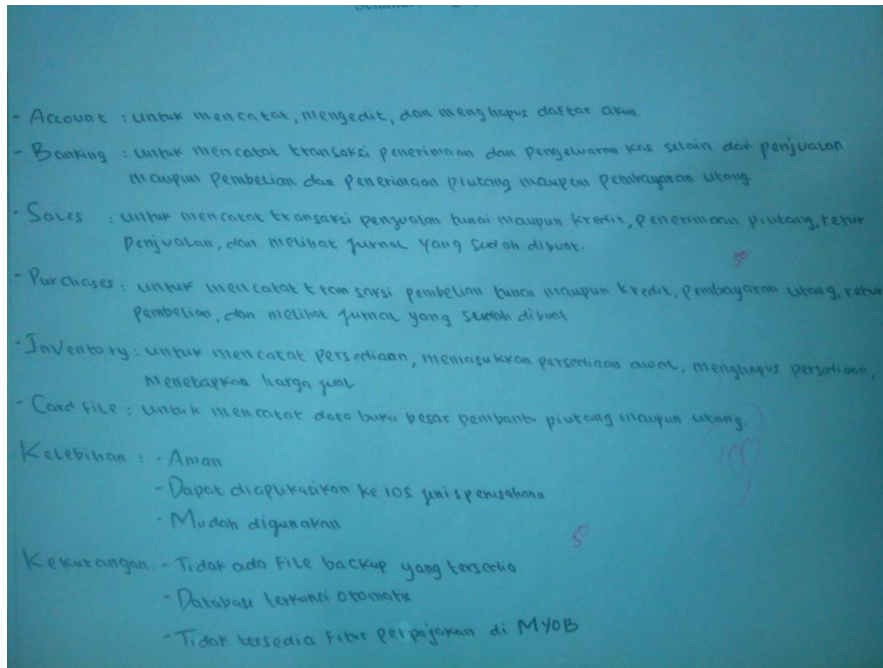 - Account : untuk mencatat, mengedit, dan menghapus daftar akun.
- Banking : untuk mencatat transaksi penerimaan dan pengeluaran kas selain dari penjualan
maupun pembelian dan penerimaan piutang maupun pembayaran utang
- Sales : untuk mencatat transaksi penjualan tunai maupun kredit, penerimaan piutang, retur
penjualan, dan melihat jurnal yang sudah dibuat.
50
- Purchases : untuk mencatat transaksi pembelian tunai maupun kredit, pembayaran utang, retur
pembelian, dan melihat jurnal yang sudah dibuat
- Inventory : untuk mencatat persediaan, memasukkan persediaan awal, menghapus persediaan,
menetapkan harga jual
- Card file : untuk mencatat data buku besar pembantu piutang maupun utang.
Kelebihan : - Aman
100
- Dapat diaplikasikan ke 105 jenis perusahaan
- Mudah digunakan
50
Kekurangan : - Tidak ada File backup yang tersedia
- Database terkunci otomatis
- Tidak tersedia fitur perpajakan di MYOB